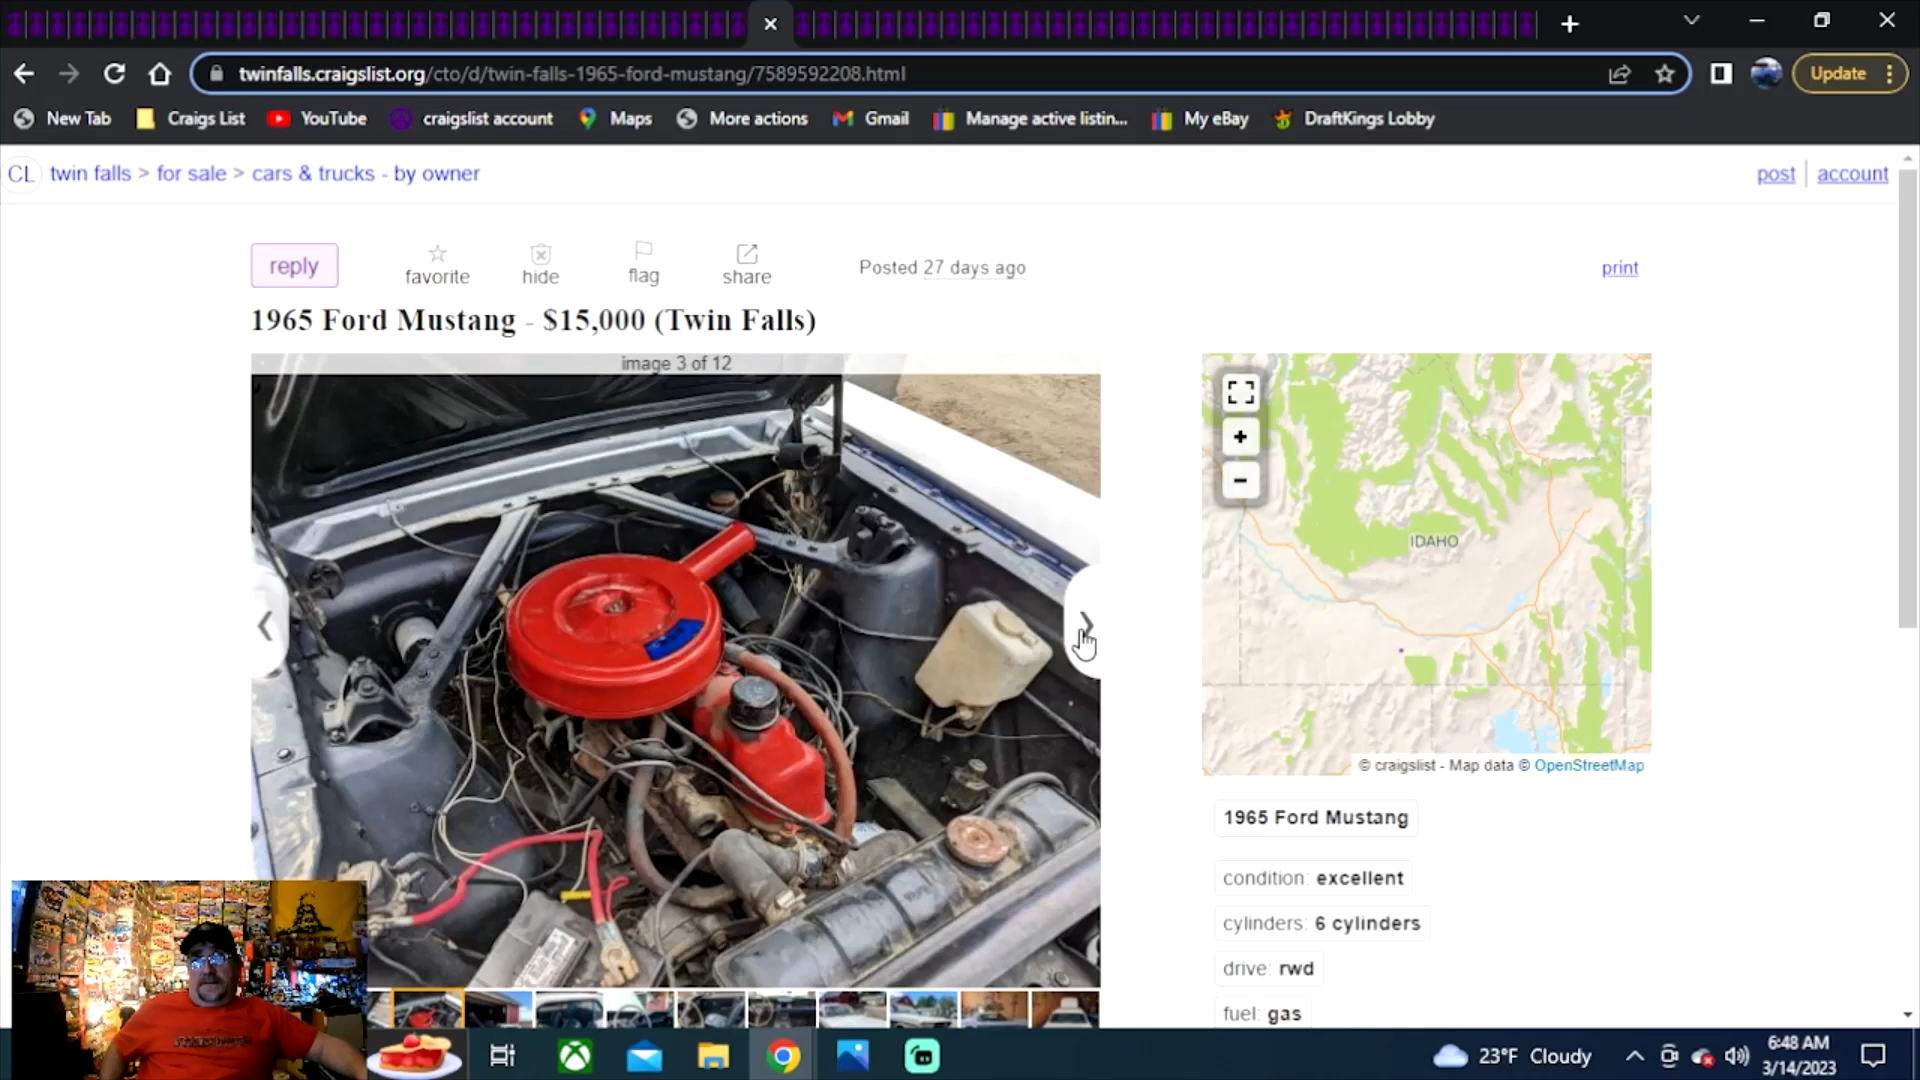 twinfalls.craigslist.org/cto/d/twin-falls-1965-ford-mustang/7589592208.html
Update
New Tab
Craigs List
YouTube
craigslist account
Maps
More actions
Gmail
Manage active listin...
My eBay
DraftKings Lobby
CL twin falls > for sale > cars & trucks - by owner
post
account
reply
favorite
hide
flag
share
Posted 27 days ago
print
1965 Ford Mustang - $15,000 (Twin Falls)
image 3 of 12
+
−
IDAHO
© craigslist - Map data © OpenStreetMap
1965 Ford Mustang
condition: excellent
cylinders: 6 cylinders
drive: rwd
fuel: gas
23°F Cloudy
6:48 AM
3/14/2023